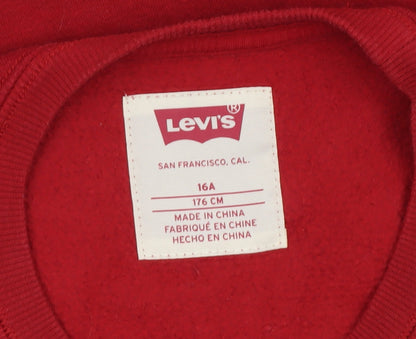 LEVI'S®
SAN FRANCISCO, CAL.
16A
176 CM
MADE IN CHINA
FABRIQUÉ EN CHINE
HECHO EN CHINA